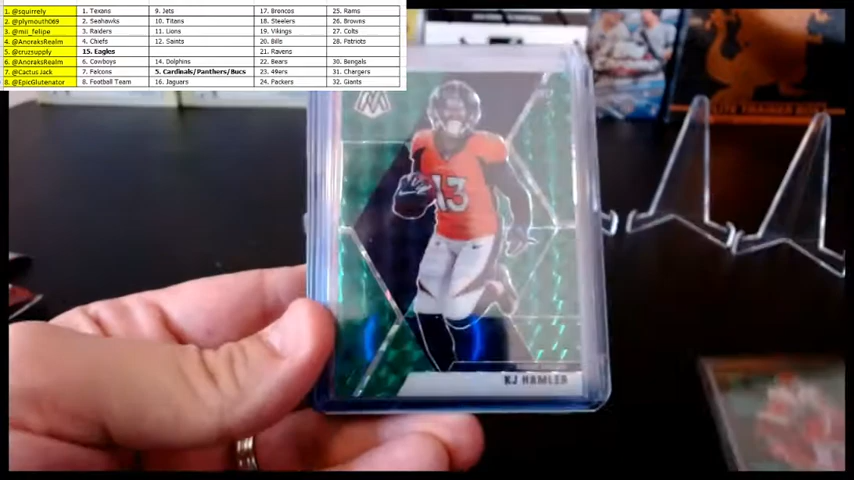 1. @squirrely 1. Texans 9. Jets 17. Broncos 25. Rams
2. @plymouth069 2. Seahawks 10. Titans 18. Steelers 26. Browns
3. @mii_felipe 3. Raiders 11. Lions 19. Vikings 27. Colts
4. @AnoraksRealm 4. Chiefs 12. Saints 20. Bills 28. Patriots
5. @cruzsupply 15. Eagles 21. Ravens
6. @AnoraksRealm 6. Cowboys 14. Dolphins 22. Bears 30. Bengals
7. @Cactus Jack 7. Falcons 5. Cardinals/Panthers/Bucs 23. 49ers 31. Chargers
8. @EpicGlutenator 8. Football Team 16. Jaguars 24. Packers 32. Giants
13
KJ HAMLER